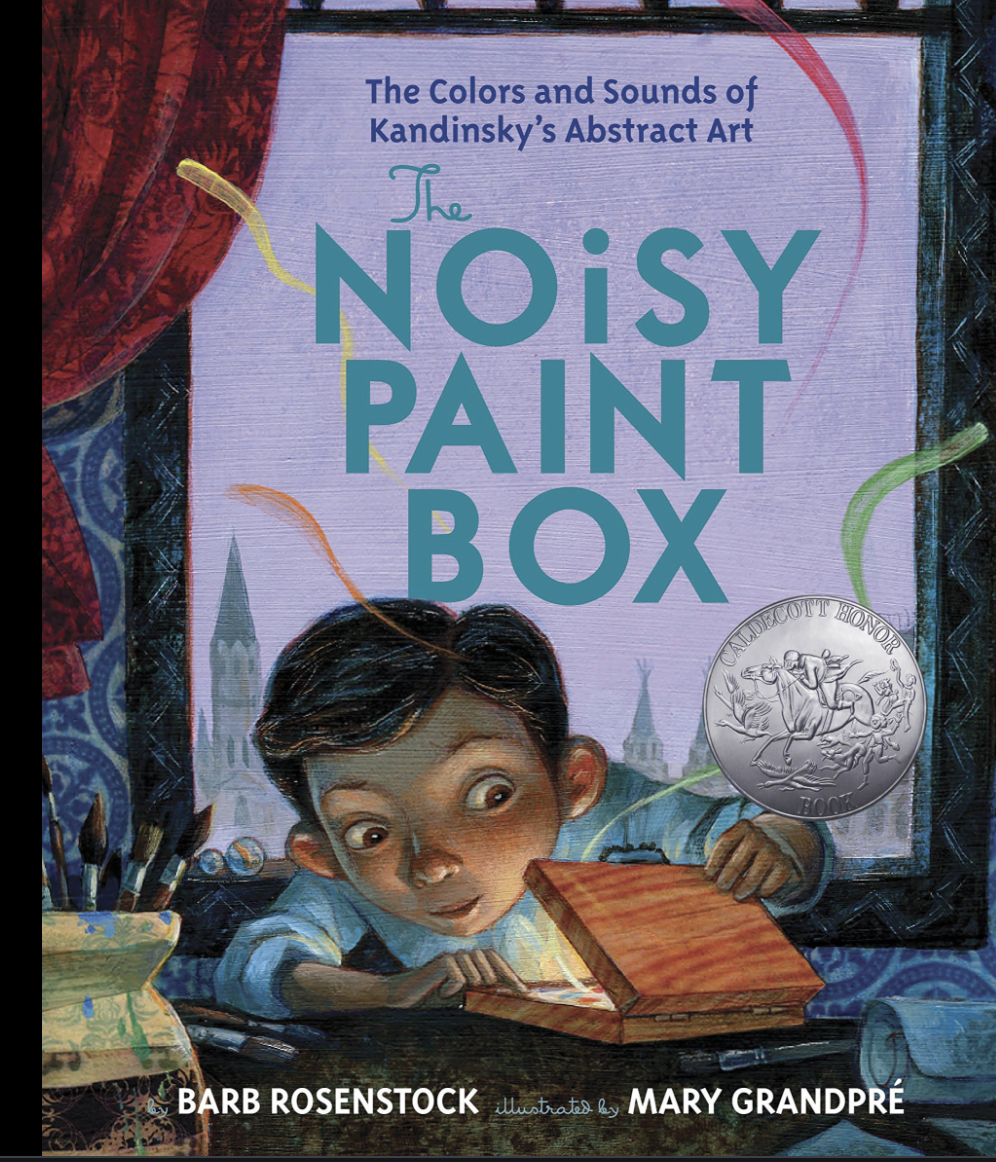 The Colors and Sounds of
Kandinsky's Abstract Art
The
NOiSY
PAINT
BOX
CALDECOTT HONOR
BOOK
by BARB ROSENSTOCK illustrated by MARY GRANDPRÉ